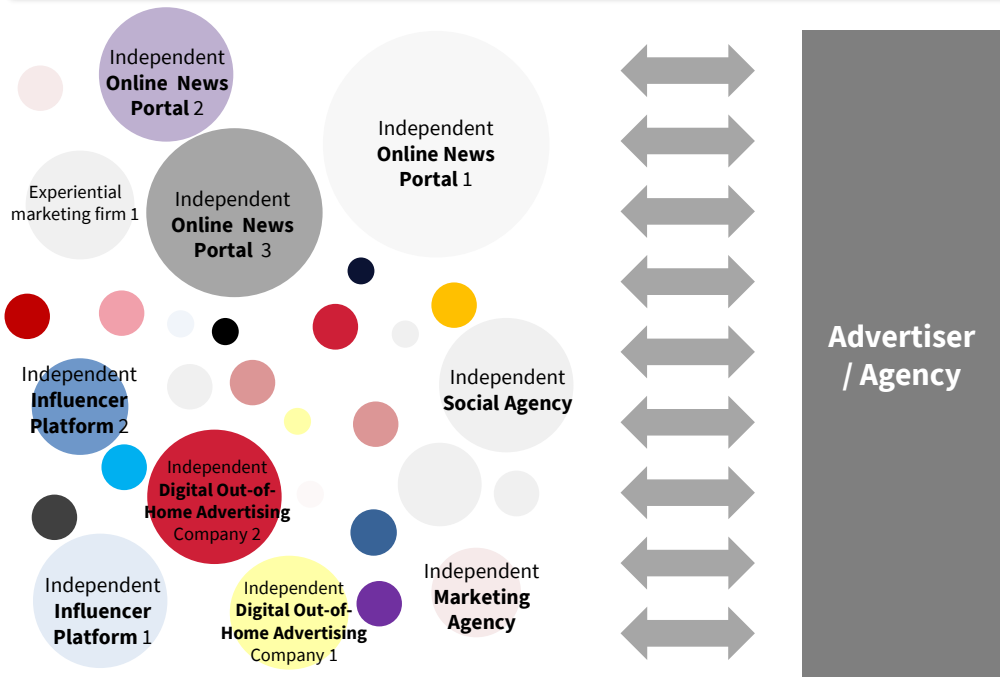 Independent
Online News
Portal 2
Independent
Online News
Portal 1
Experiential
marketing firm 1
Independent
Online News
Portal 3
Independent
Influencer
Platform 2
Independent
Social Agency
Independent
Digital Out-of-
Home Advertising
Company 2
Independent
Influencer
Platform 1
Independent
Digital Out-of-
Home Advertising
Company 1
Independent
Marketing
Agency
Advertiser
/ Agency